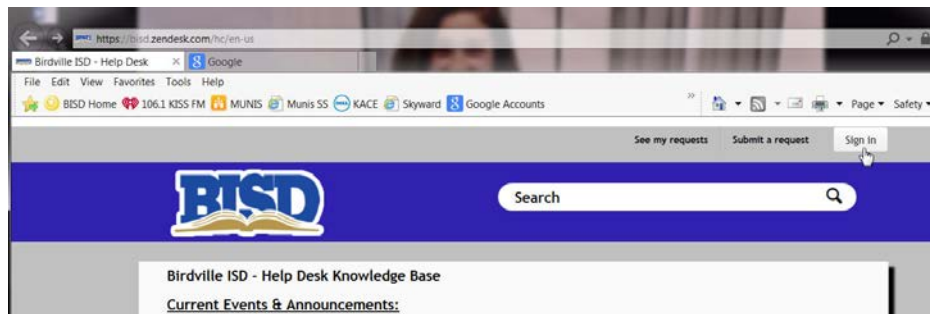 https://bisd.zendesk.com/hc/en-us
Birdville ISD - Help Desk × Google
File Edit View Favorites Tools Help
BISD Home 106.1 KISS FM MUNIS Munis SS KACE Skyward Google Accounts » Page Safety
See my requests Submit a request Sign in
BISD Search
Birdville ISD - Help Desk Knowledge Base
Current Events & Announcements: